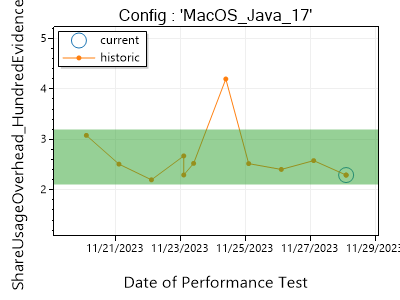 Config : 'MacOS_Java_17'
ShareUsageOverhead_HundredEvidence
5
4
3
2
current
historic
11/21/2023 11/23/2023 11/25/2023 11/27/2023 11/29/2023
Date of Performance Test